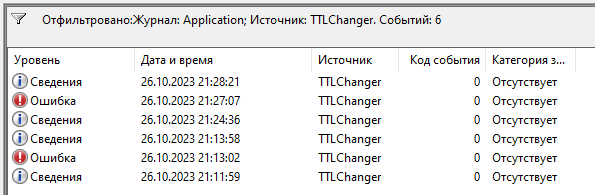 Отфильтровано:Журнал: Application; Источник: TTLChanger. Событий: 6
Уровень Дата и время Источник Код события Категория з...
Сведения 26.10.2023 21:28:21 TTLChanger 0 Отсутствует
Ошибка 26.10.2023 21:27:07 TTLChanger 0 Отсутствует
Сведения 26.10.2023 21:24:36 TTLChanger 0 Отсутствует
Сведения 26.10.2023 21:13:58 TTLChanger 0 Отсутствует
Ошибка 26.10.2023 21:13:02 TTLChanger 0 Отсутствует
Сведения 26.10.2023 21:11:59 TTLChanger 0 Отсутствует